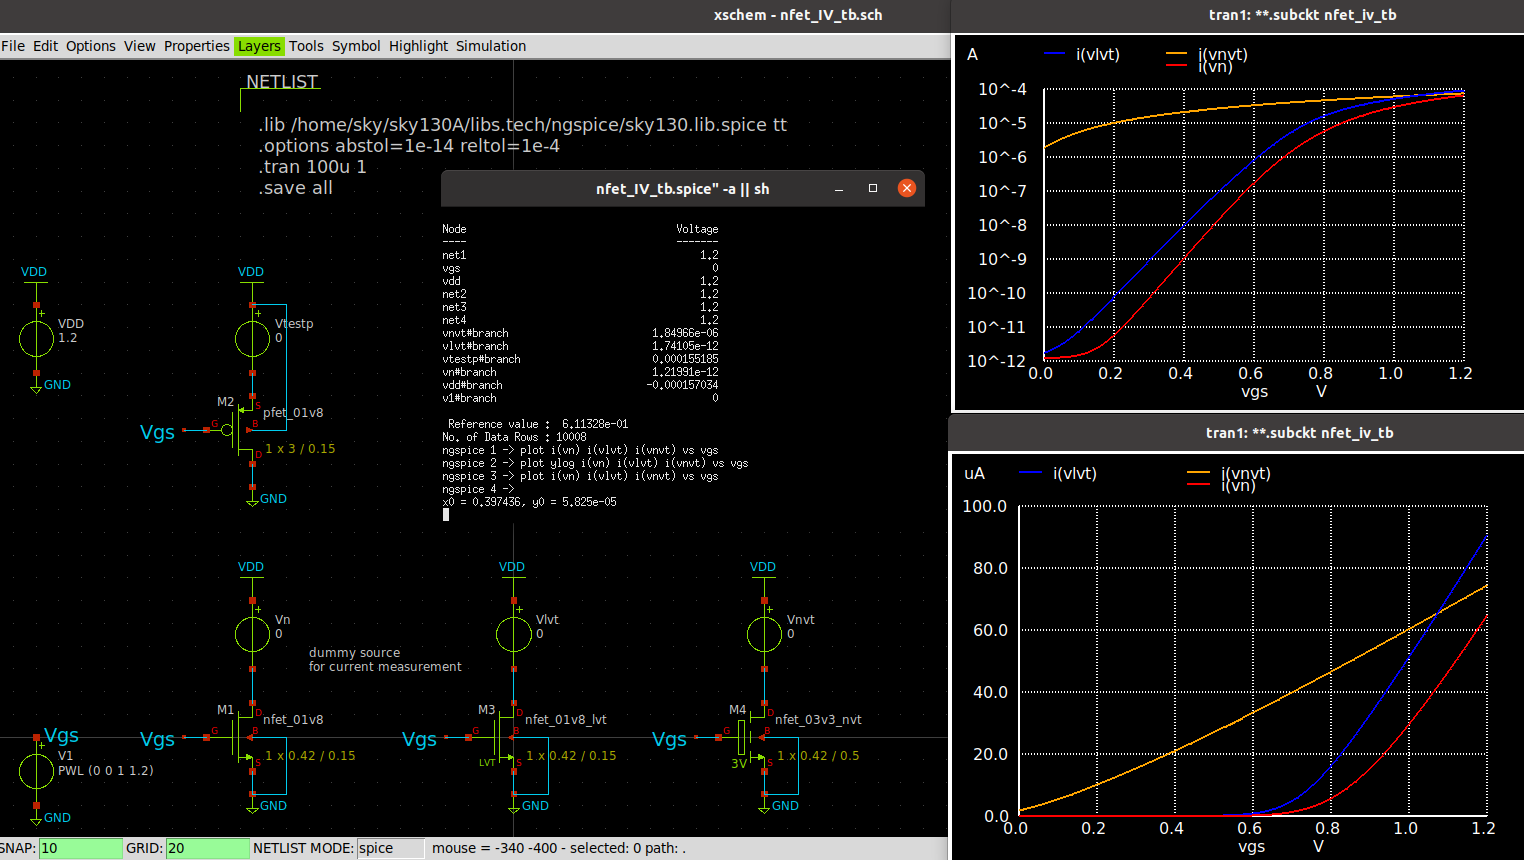 xschem - nfet_IV_tb.sch
File Edit Options View Properties Layers Tools Symbol Highlight Simulation
NETLIST
.lib /home/sky/sky130A/libs.tech/ngspice/sky130.lib.spice tt
.options abstol=1e-14 reltol=1e-4
.tran 100u 1
.save all
VDD
+
VDD
1.2
GND
VDD
+
Vtestp
0
M2
S
pfet_01v8
Vgs
G
B
1 x 3 / 0.15
D
GND
nfet_IV_tb.spice" -a || sh
Node Voltage
---- -------
net1 1.2
vgs 0
vdd 1.2
net2 1.2
net3 1.2
net4 1.2
vnvt#branch 1.84966e-06
vlvt#branch 1.74105e-12
vtestp#branch 0.000155185
vn#branch 1.21991e-12
vdd#branch -0.000157034
v1#branch 0
Reference value : 6.11328e-01
No. of Data Rows : 10008
ngspice 1 -> plot i(vn) i(vlvt) i(vnvt) vs vgs
ngspice 2 -> plot ylog i(vn) i(vlvt) i(vnvt) vs vgs
ngspice 3 -> plot i(vn) i(vlvt) i(vnvt) vs vgs
ngspice 4 ->
x0 = 0.397436, y0 = 5.825e-05
VDD
+
Vn
0
dummy source
for current measurement
M1
D
nfet_01v8
Vgs
G
B
1 x 0.42 / 0.15
S
GND
VDD
+
Vlvt
0
M3
D
nfet_01v8_lvt
Vgs
G
B
1 x 0.42 / 0.15
LVT
S
GND
VDD
+
Vnvt
0
M4
D
nfet_03v3_nvt
Vgs
G
B
1 x 0.42 / 0.5
3V
S
GND
Vgs
+
V1
PWL (0 0 1 1.2)
GND
SNAP: 10 GRID: 20 NETLIST MODE: spice mouse = -340 -400 - selected: 0 path: .
tran1: **.subckt nfet_iv_tb
A
i(vlvt)
i(vnvt)
i(vn)
10^-4
10^-5
10^-6
10^-7
10^-8
10^-9
10^-10
10^-11
10^-12
0.0 0.2 0.4 0.6 0.8 1.0 1.2
vgs V
tran1: **.subckt nfet_iv_tb
uA
i(vlvt)
i(vnvt)
i(vn)
100.0
80.0
60.0
40.0
20.0
0.0
0.0 0.2 0.4 0.6 0.8 1.0 1.2
vgs V